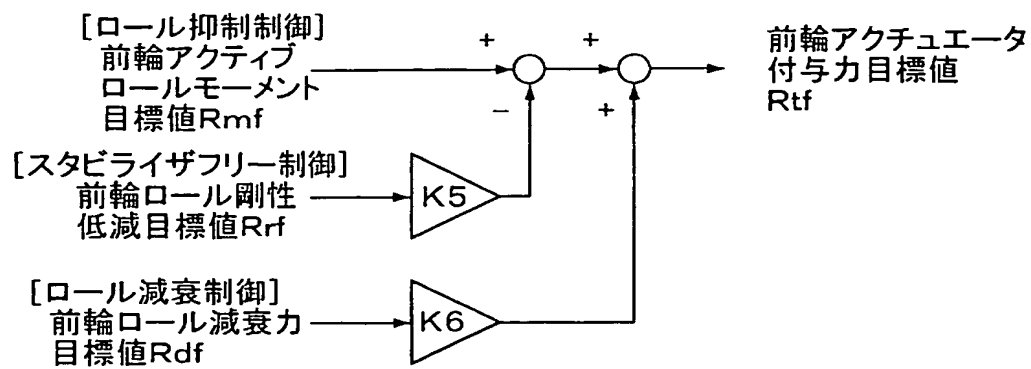 [ロール抑制制御]
前輪アクティブ
ロールモーメント
目標値Rmf
+
−
+
+
前輪アクチュエータ
付与力目標値
Rtf
[スタビライザフリー制御]
前輪ロール剛性
低減目標値Rrf
K5
[ロール減衰制御]
前輪ロール減衰力
目標値Rdf
K6